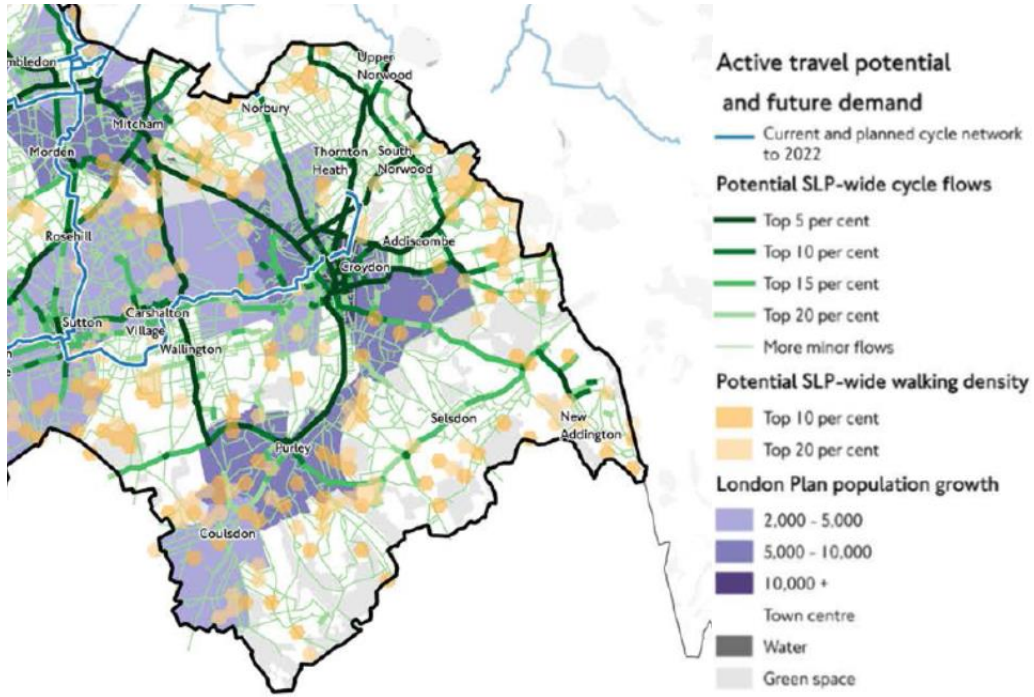 mbledon
Upper
Norwood
Norbury
Mitcham
Morden
Thornton
Heath
South
Norwood
Rosehill
Addiscombe
Croydon
Sutton
Carshalton
Village
Wallington
Selsdon
New
Addington
Purley
Coulsdon
Active travel potential
and future demand
Current and planned cycle network
to 2022
Potential SLP-wide cycle flows
Top 5 per cent
Top 10 per cent
Top 15 per cent
Top 20 per cent
More minor flows
Potential SLP-wide walking density
Top 10 per cent
Top 20 per cent
London Plan population growth
2,000 - 5,000
5,000 - 10,000
10,000 +
Town centre
Water
Green space